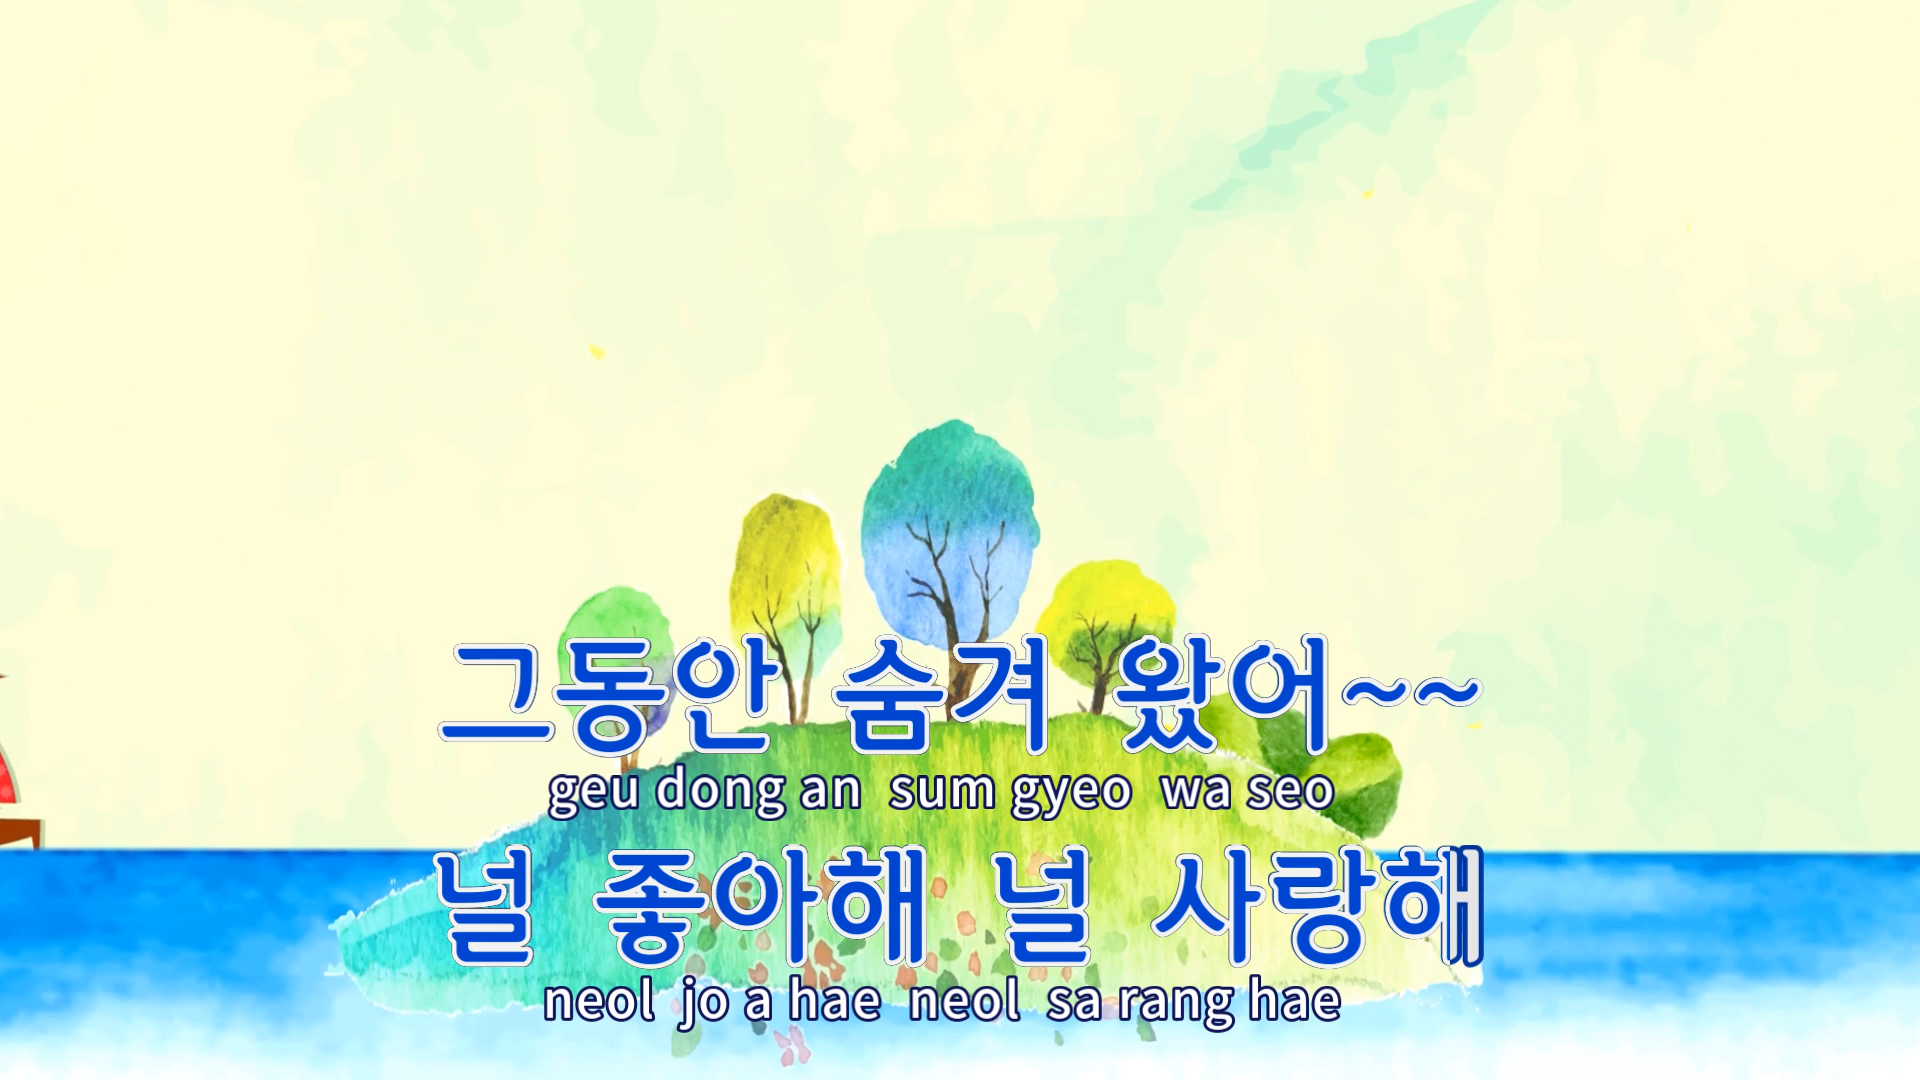 그동안 숨겨 왔어~~
geu dong an sum gyeo wa seo
널 좋아해 널 사랑해
neol jo a hae neol sa rang hae